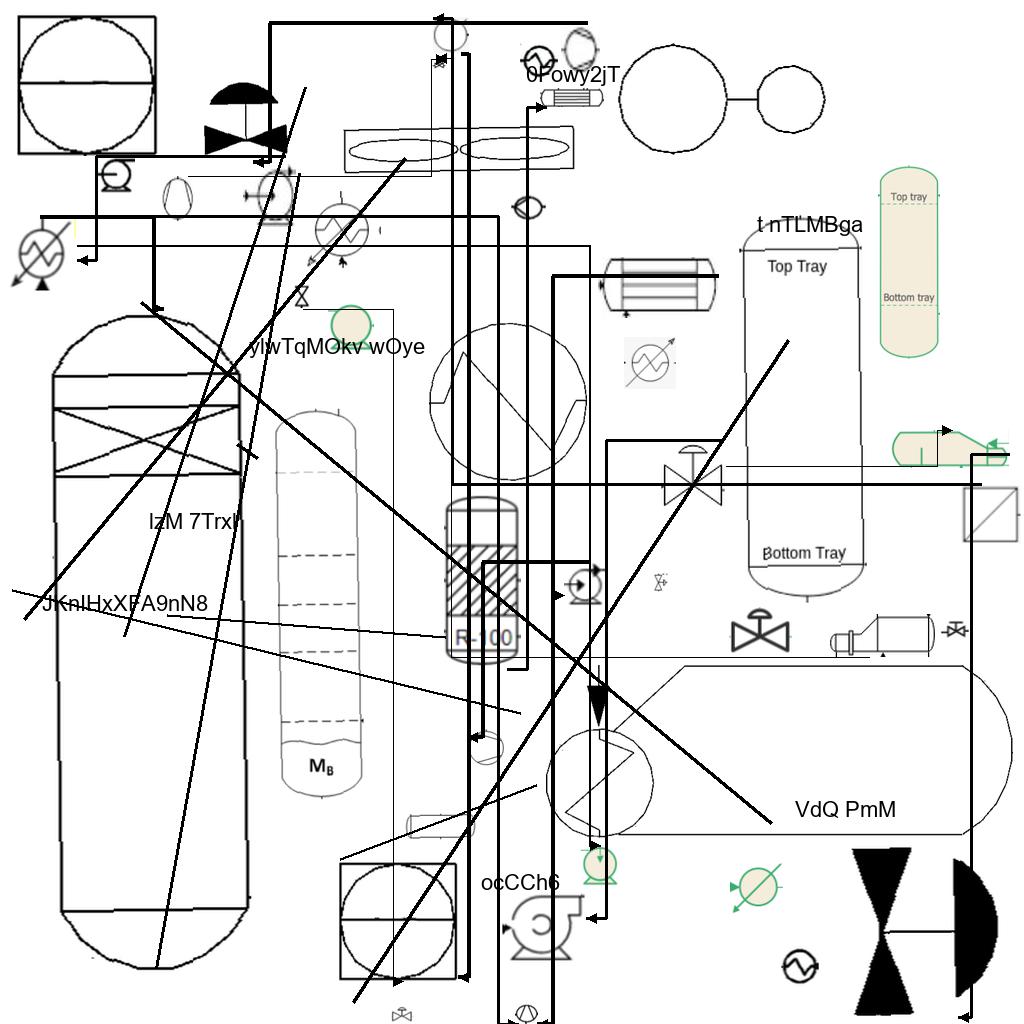 0Powy2jT
Top tray
t nTLMBga
Top Tray
Bottom tray
ylwTqMOkv wOye
lzM 7Trxl
Bottom Tray
JKnlHxXFA9nN8
R-100
M_B
VdQ PmM
ocCCh6